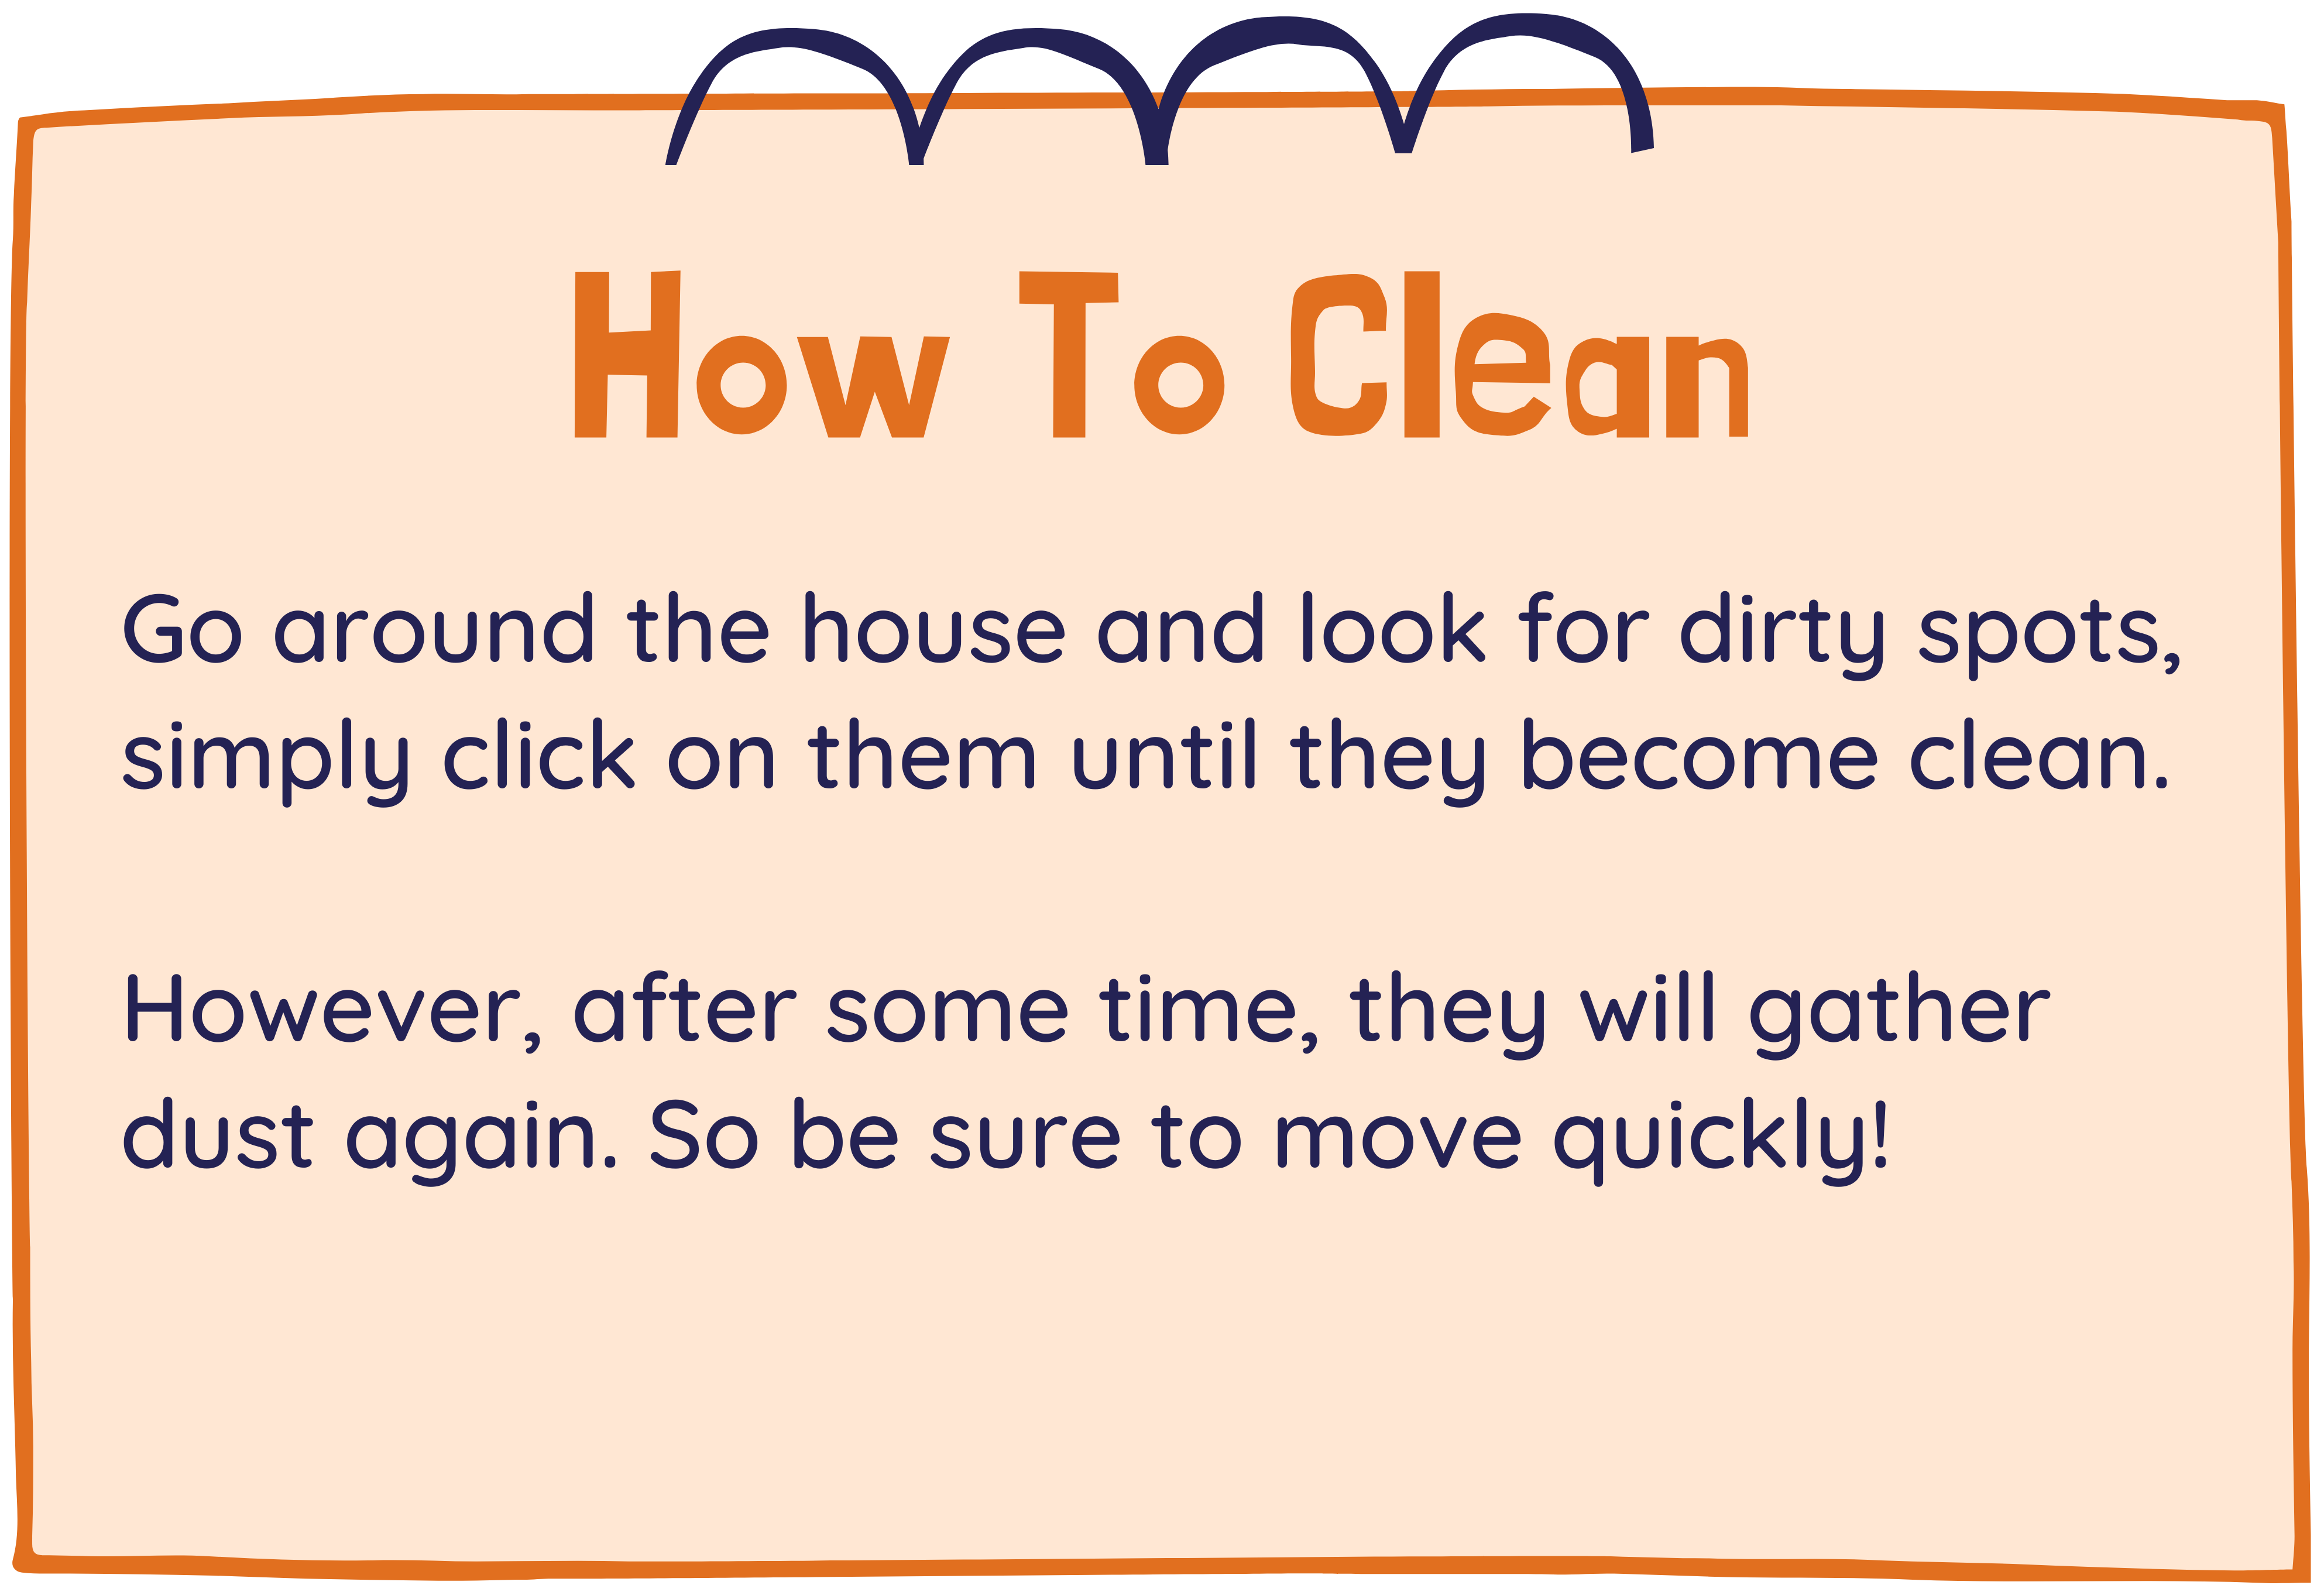 How To Clean
Go around the house and look for dirty spots,
simply click on them until they become clean.
However, after some time, they will gather
dust again. So be sure to move quickly!